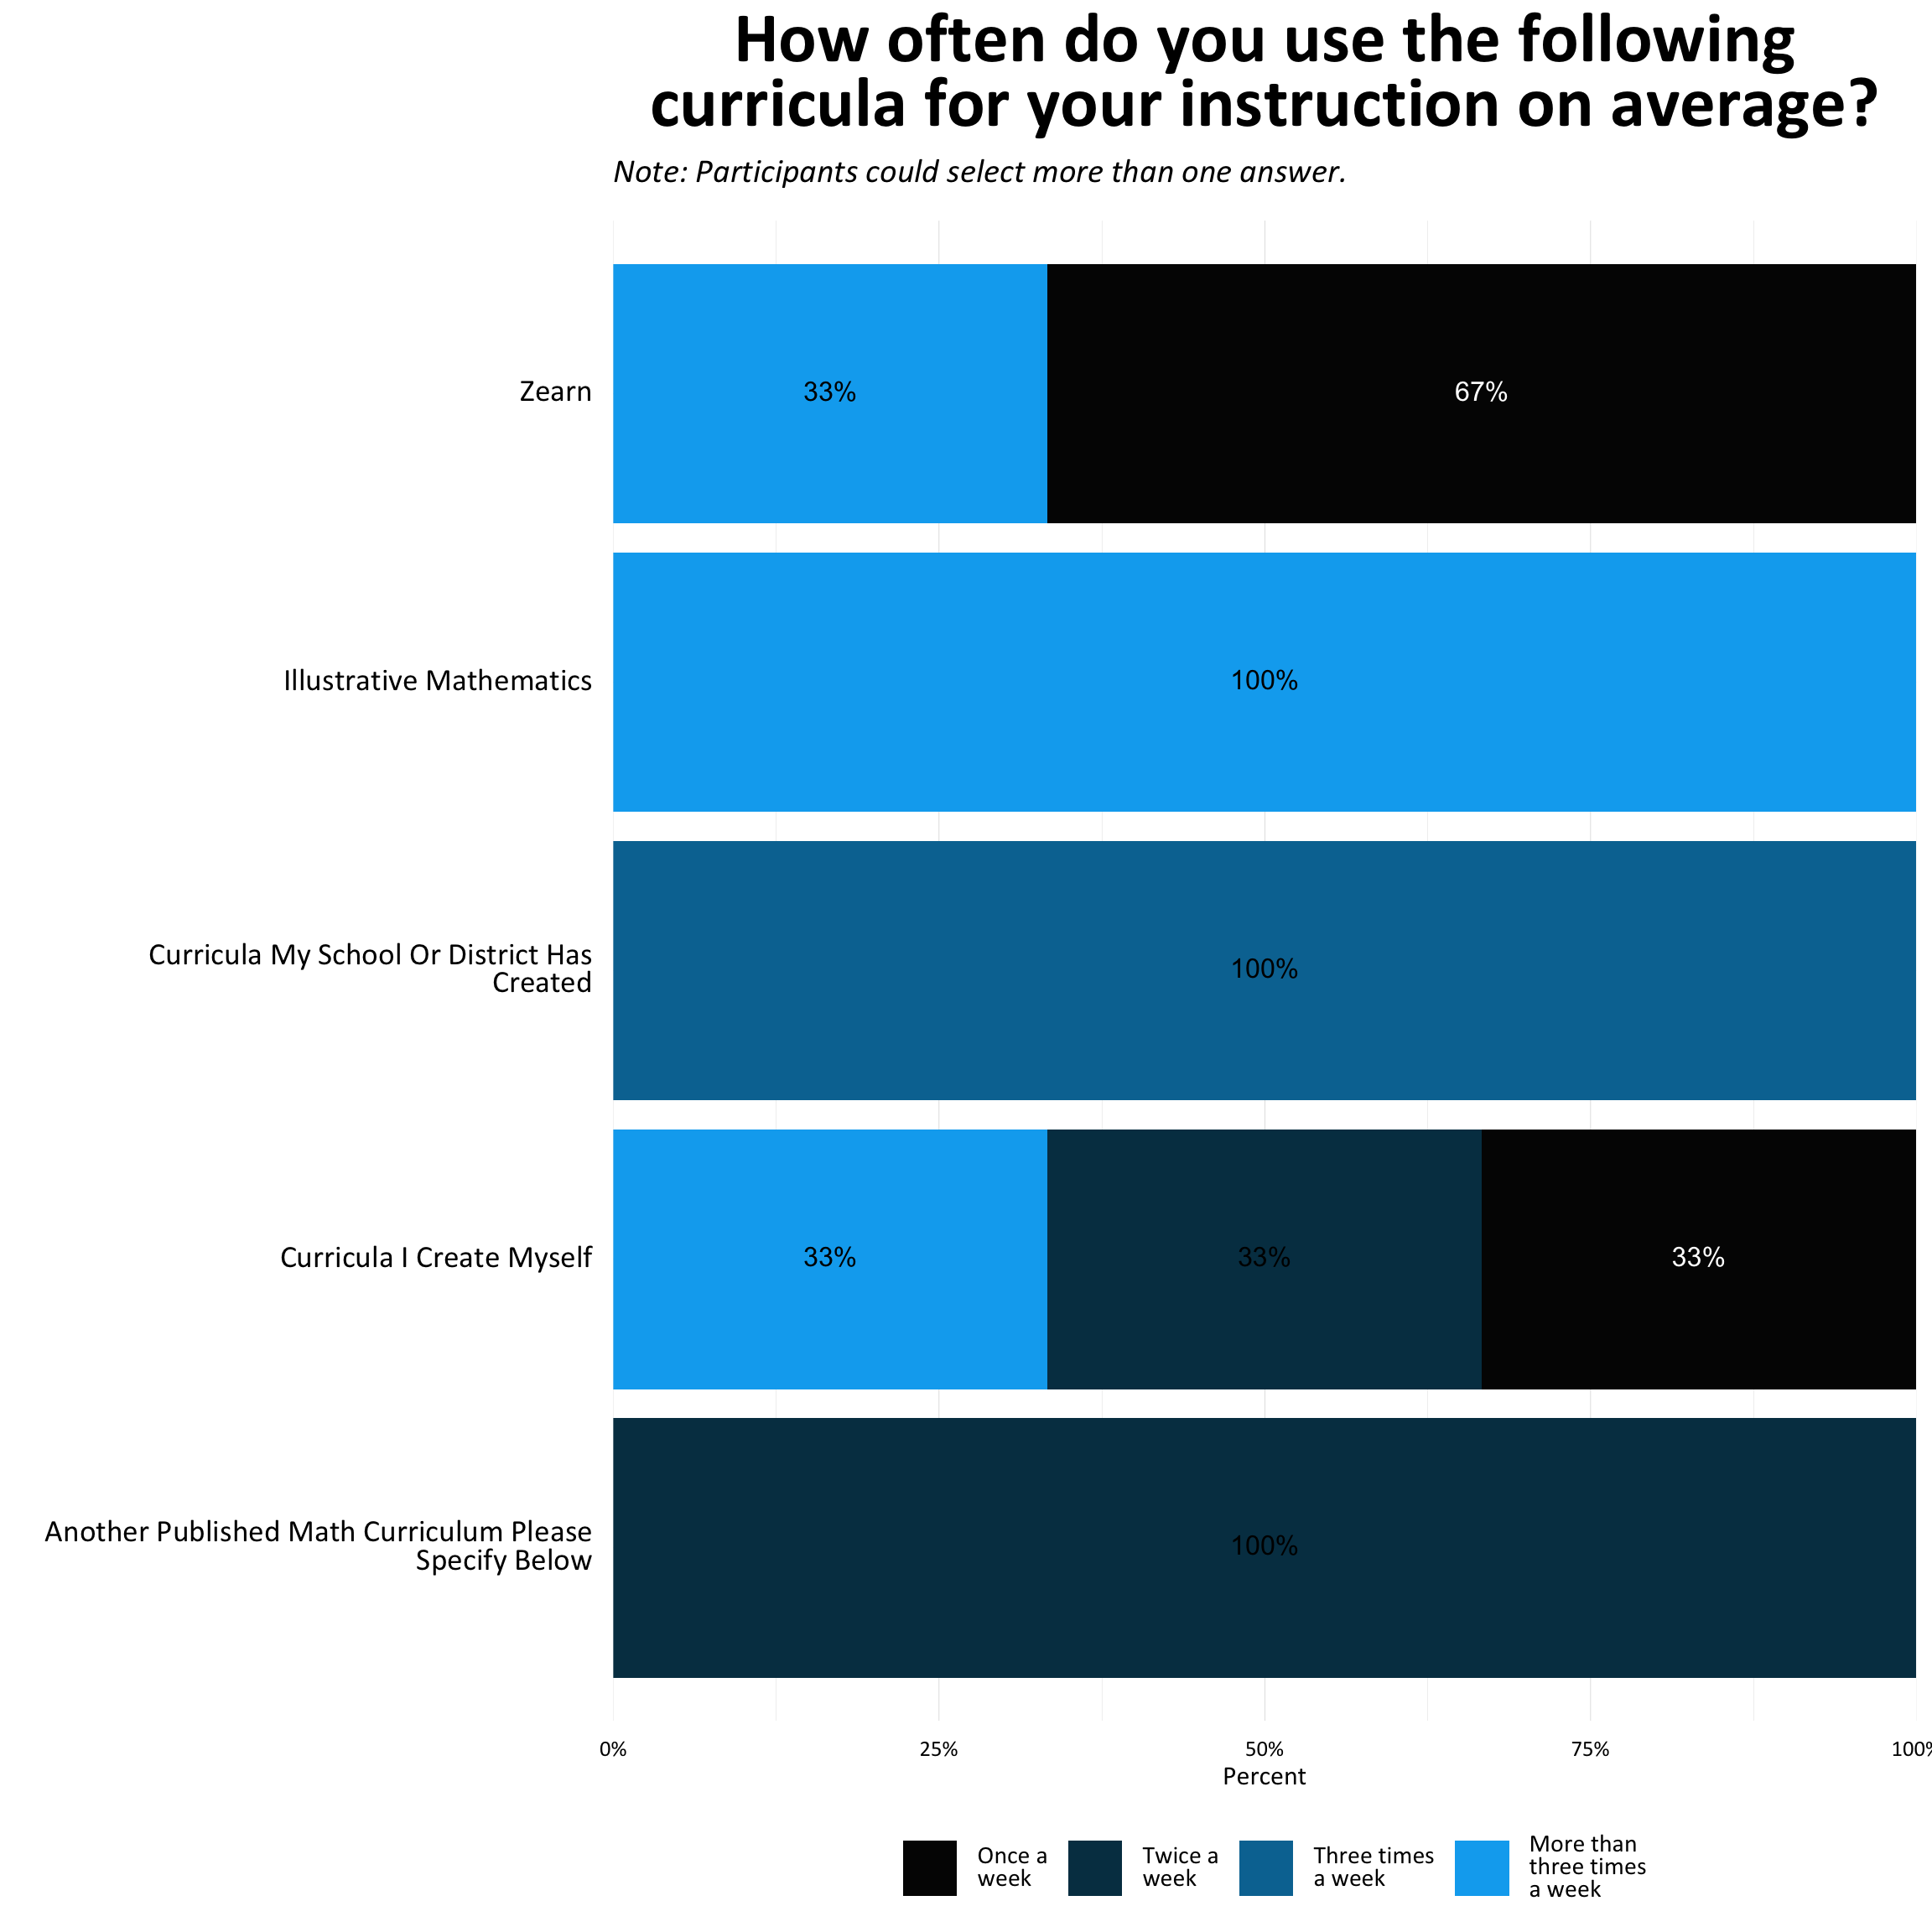 How often do you use the following
curricula for your instruction on average?
Note: Participants could select more than one answer.
Zearn
33%
67%
Illustrative Mathematics
100%
Curricula My School Or District Has
Created
100%
Curricula I Create Myself
33%
33%
33%
Another Published Math Curriculum Please
Specify Below
100%
0%
25%
50%
75%
100%
Percent
Once a
week
Twice a
week
Three times
a week
More than
three times
a week